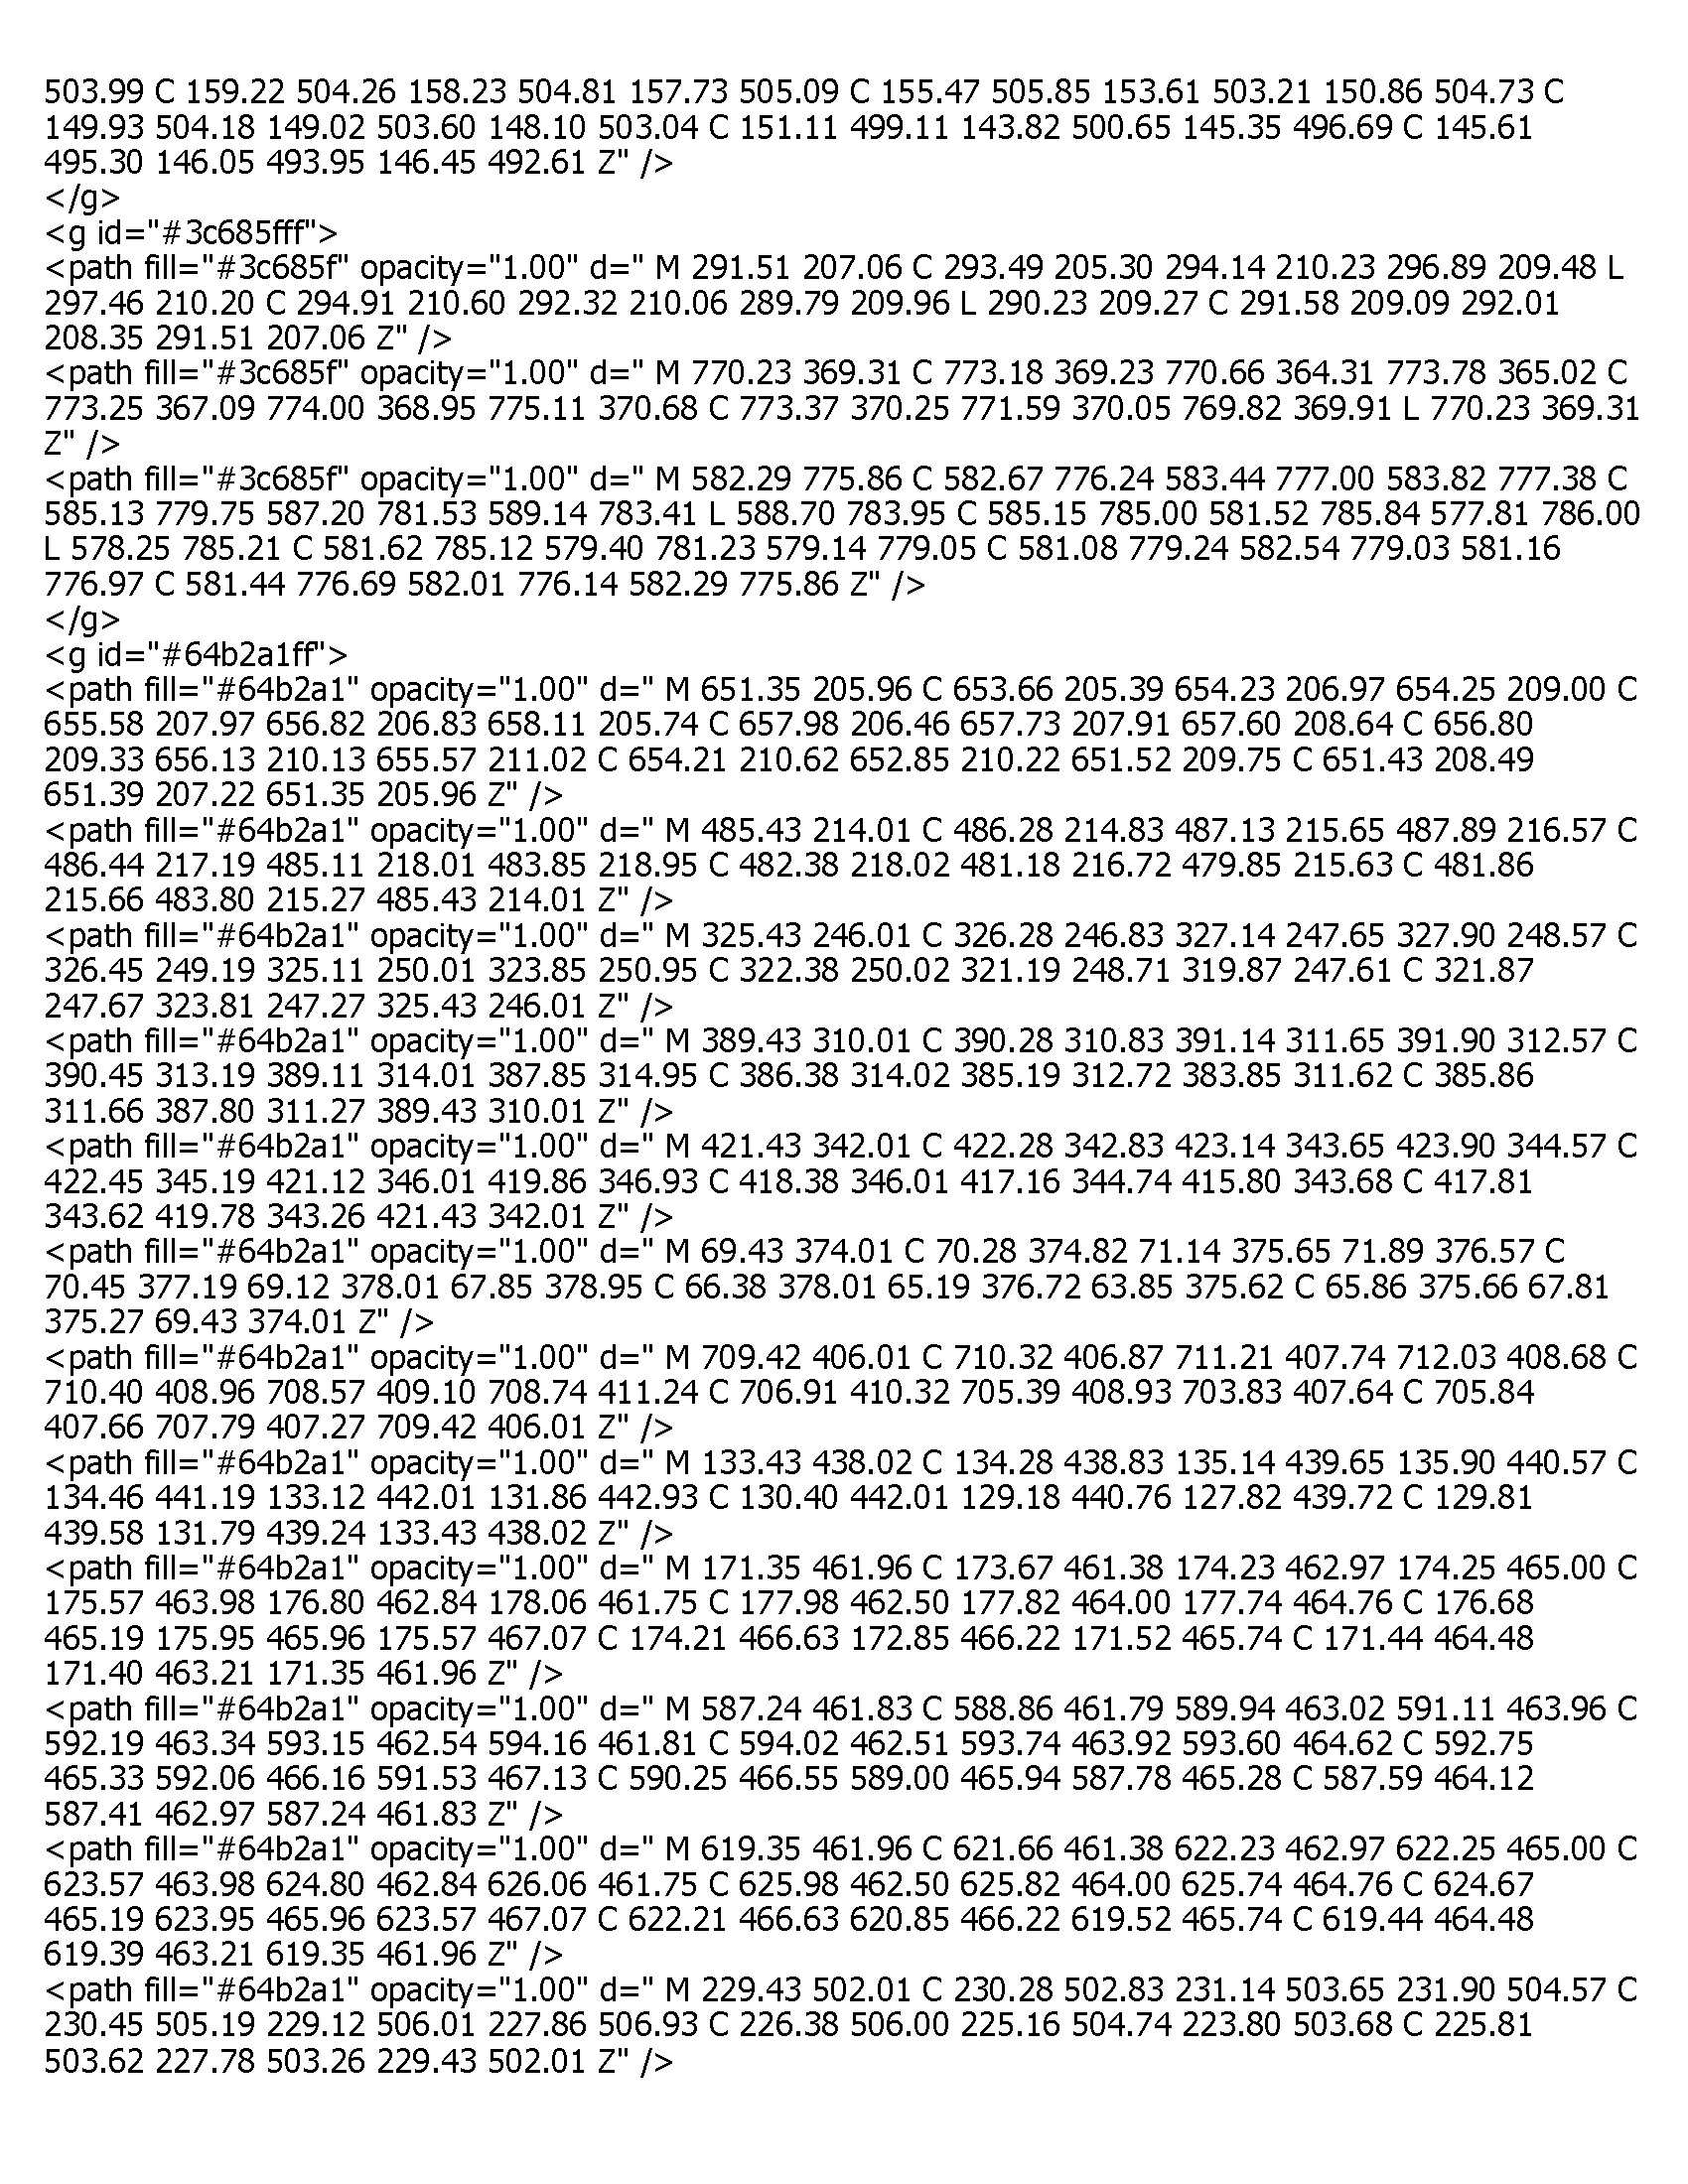 503.99 C 159.22 504.26 158.23 504.81 157.73 505.09 C 155.47 505.85 153.61 503.21 150.86 504.73 C
149.93 504.18 149.02 503.60 148.10 503.04 C 151.11 499.11 143.82 500.65 145.35 496.69 C 145.61
495.30 146.05 493.95 146.45 492.61 Z" />
</g>
<g id="#3c685fff">
<path fill="#3c685f" opacity="1.00" d=" M 291.51 207.06 C 293.49 205.30 294.14 210.23 296.89 209.48 L
297.46 210.20 C 294.91 210.60 292.32 210.06 289.79 209.96 L 290.23 209.27 C 291.58 209.09 292.01
208.35 291.51 207.06 Z" />
<path fill="#3c685f" opacity="1.00" d=" M 770.23 369.31 C 773.18 369.23 770.66 364.31 773.78 365.02 C
773.25 367.09 774.00 368.95 775.11 370.68 C 773.37 370.25 771.59 370.05 769.82 369.91 L 770.23 369.31
Z" />
<path fill="#3c685f" opacity="1.00" d=" M 582.29 775.86 C 582.67 776.24 583.44 777.00 583.82 777.38 C
585.13 779.75 587.20 781.53 589.14 783.41 L 588.70 783.95 C 585.15 785.00 581.52 785.84 577.81 786.00
L 578.25 785.21 C 581.62 785.12 579.40 781.23 579.14 779.05 C 581.08 779.24 582.54 779.03 581.16
776.97 C 581.44 776.69 582.01 776.14 582.29 775.86 Z" />
</g>
<g id="#64b2a1ff">
<path fill="#64b2a1" opacity="1.00" d=" M 651.35 205.96 C 653.66 205.39 654.23 206.97 654.25 209.00 C
655.58 207.97 656.82 206.83 658.11 205.74 C 657.98 206.46 657.73 207.91 657.60 208.64 C 656.80
209.33 656.13 210.13 655.57 211.02 C 654.21 210.62 652.85 210.22 651.52 209.75 C 651.43 208.49
651.39 207.22 651.35 205.96 Z" />
<path fill="#64b2a1" opacity="1.00" d=" M 485.43 214.01 C 486.28 214.83 487.13 215.65 487.89 216.57 C
486.44 217.19 485.11 218.01 483.85 218.95 C 482.38 218.02 481.18 216.72 479.85 215.63 C 481.86
215.66 483.80 215.27 485.43 214.01 Z" />
<path fill="#64b2a1" opacity="1.00" d=" M 325.43 246.01 C 326.28 246.83 327.14 247.65 327.90 248.57 C
326.45 249.19 325.11 250.01 323.85 250.95 C 322.38 250.02 321.19 248.71 319.87 247.61 C 321.87
247.67 323.81 247.27 325.43 246.01 Z" />
<path fill="#64b2a1" opacity="1.00" d=" M 389.43 310.01 C 390.28 310.83 391.14 311.65 391.90 312.57 C
390.45 313.19 389.11 314.01 387.85 314.95 C 386.38 314.02 385.19 312.72 383.85 311.62 C 385.86
311.66 387.80 311.27 389.43 310.01 Z" />
<path fill="#64b2a1" opacity="1.00" d=" M 421.43 342.01 C 422.28 342.83 423.14 343.65 423.90 344.57 C
422.45 345.19 421.12 346.01 419.86 346.93 C 418.38 346.01 417.16 344.74 415.80 343.68 C 417.81
343.62 419.78 343.26 421.43 342.01 Z" />
<path fill="#64b2a1" opacity="1.00" d=" M 69.43 374.01 C 70.28 374.82 71.14 375.65 71.89 376.57 C
70.45 377.19 69.12 378.01 67.85 378.95 C 66.38 378.01 65.19 376.72 63.85 375.62 C 65.86 375.66 67.81
375.27 69.43 374.01 Z" />
<path fill="#64b2a1" opacity="1.00" d=" M 709.42 406.01 C 710.32 406.87 711.21 407.74 712.03 408.68 C
710.40 408.96 708.57 409.10 708.74 411.24 C 706.91 410.32 705.39 408.93 703.83 407.64 C 705.84
407.66 707.79 407.27 709.42 406.01 Z" />
<path fill="#64b2a1" opacity="1.00" d=" M 133.43 438.02 C 134.28 438.83 135.14 439.65 135.90 440.57 C
134.46 441.19 133.12 442.01 131.86 442.93 C 130.40 442.01 129.18 440.76 127.82 439.72 C 129.81
439.58 131.79 439.24 133.43 438.02 Z" />
<path fill="#64b2a1" opacity="1.00" d=" M 171.35 461.96 C 173.67 461.38 174.23 462.97 174.25 465.00 C
175.57 463.98 176.80 462.84 178.06 461.75 C 177.98 462.50 177.82 464.00 177.74 464.76 C 176.68
465.19 175.95 465.96 175.57 467.07 C 174.21 466.63 172.85 466.22 171.52 465.74 C 171.44 464.48
171.40 463.21 171.35 461.96 Z" />
<path fill="#64b2a1" opacity="1.00" d=" M 587.24 461.83 C 588.86 461.79 589.94 463.02 591.11 463.96 C
592.19 463.34 593.15 462.54 594.16 461.81 C 594.02 462.51 593.74 463.92 593.60 464.62 C 592.75
465.33 592.06 466.16 591.53 467.13 C 590.25 466.55 589.00 465.94 587.78 465.28 C 587.59 464.12
587.41 462.97 587.24 461.83 Z" />
<path fill="#64b2a1" opacity="1.00" d=" M 619.35 461.96 C 621.66 461.38 622.23 462.97 622.25 465.00 C
623.57 463.98 624.80 462.84 626.06 461.75 C 625.98 462.50 625.82 464.00 625.74 464.76 C 624.67
465.19 623.95 465.96 623.57 467.07 C 622.21 466.63 620.85 466.22 619.52 465.74 C 619.44 464.48
619.39 463.21 619.35 461.96 Z" />
<path fill="#64b2a1" opacity="1.00" d=" M 229.43 502.01 C 230.28 502.83 231.14 503.65 231.90 504.57 C
230.45 505.19 229.12 506.01 227.86 506.93 C 226.38 506.00 225.16 504.74 223.80 503.68 C 225.81
503.62 227.78 503.26 229.43 502.01 Z" />